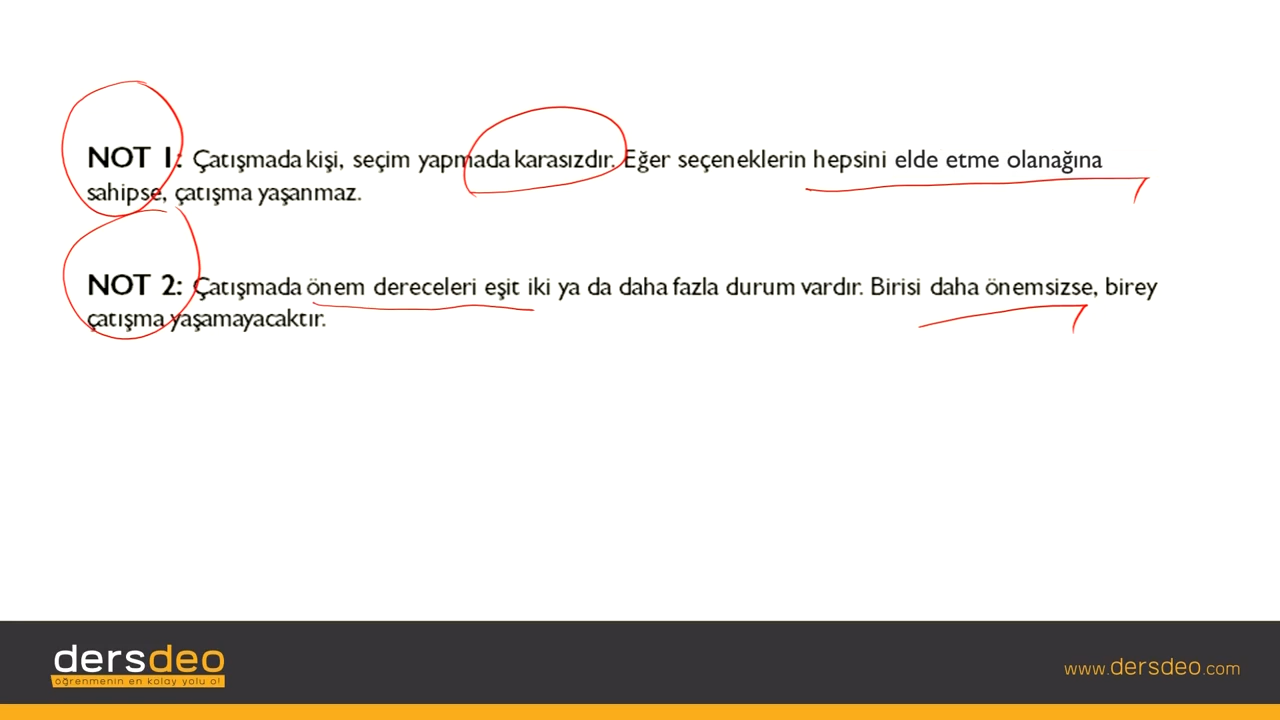 NOT 1: Çatışmada kişi, seçim yapmada karasızdır. Eğer seçeneklerin hepsini elde etme olanağına
sahipse, çatışma yaşanmaz.
NOT 2: Çatışmada önem dereceleri eşit iki ya da daha fazla durum vardır. Birisi daha önemsizse, birey
çatışma yaşamayacaktır.
dersdeo
öğrenmenin en kolay yolu o!
www.dersdeo.com